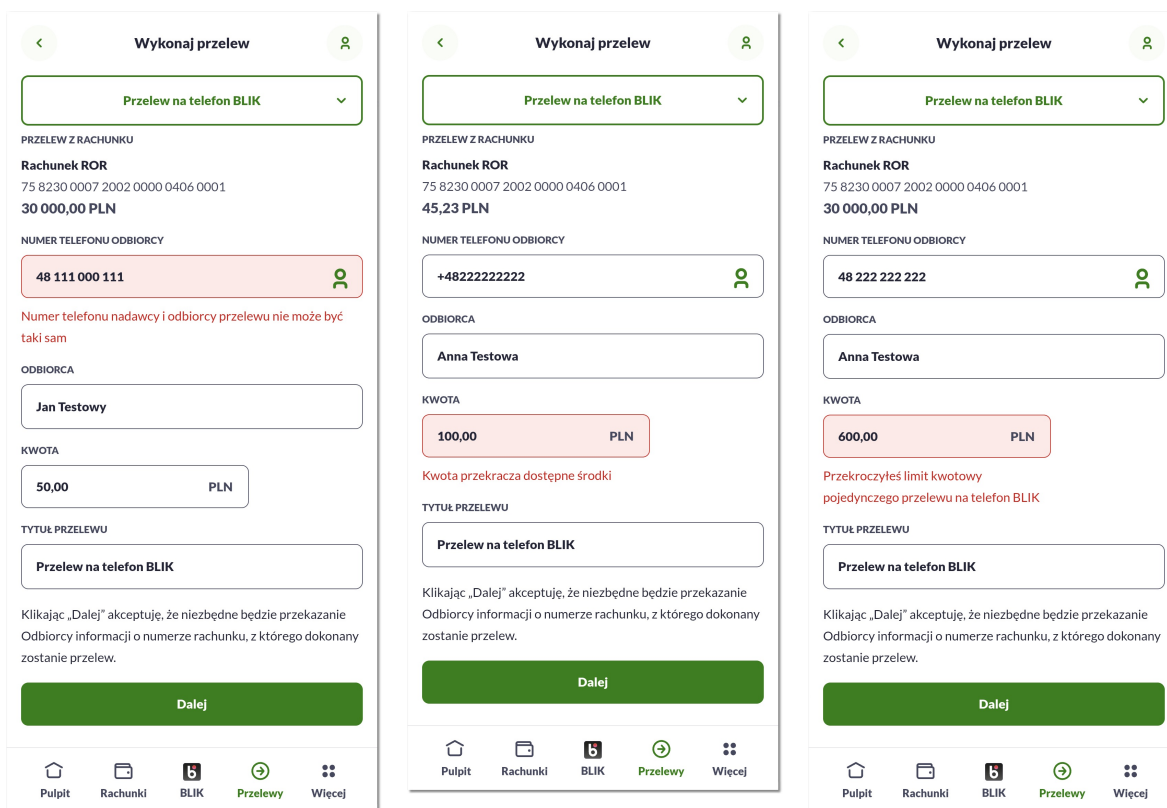 Wykonaj przelew
Przelew na telefon BLIK
PRZELEW Z RACHUNKU
Rachunek ROR
75 8230 0007 2002 0000 0406 0001
30 000,00 PLN
NUMER TELEFONU ODBIORCY
48 111 000 111
Numer telefonu nadawcy i odbiorcy przelewu nie może być
taki sam
ODBIORCA
Jan Testowy
KWOTA
50,00 PLN
TYTUŁ PRZELEWU
Przelew na telefon BLIK
Klikając „Dalej” akceptuję, że niezbędne będzie przekazanie
Odbiorcy informacji o numerze rachunku, z którego dokonany
zostanie przelew.
Dalej
Pulpit Rachunki BLIK Przelewy Więcej
Wykonaj przelew
Przelew na telefon BLIK
PRZELEW Z RACHUNKU
Rachunek ROR
75 8230 0007 2002 0000 0406 0001
45,23 PLN
NUMER TELEFONU ODBIORCY
+48222222222
ODBIORCA
Anna Testowa
KWOTA
100,00 PLN
Kwota przekracza dostępne środki
TYTUŁ PRZELEWU
Przelew na telefon BLIK
Klikając „Dalej” akceptuję, że niezbędne będzie przekazanie
Odbiorcy informacji o numerze rachunku, z którego dokonany
zostanie przelew.
Dalej
Pulpit Rachunki BLIK Przelewy Więcej
Wykonaj przelew
Przelew na telefon BLIK
PRZELEW Z RACHUNKU
Rachunek ROR
75 8230 0007 2002 0000 0406 0001
30 000,00 PLN
NUMER TELEFONU ODBIORCY
48 222 222 222
ODBIORCA
Anna Testowa
KWOTA
600,00 PLN
Przekroczyłeś limit kwotowy
pojedynczego przelewu na telefon BLIK
TYTUŁ PRZELEWU
Przelew na telefon BLIK
Klikając „Dalej” akceptuję, że niezbędne będzie przekazanie
Odbiorcy informacji o numerze rachunku, z którego dokonany
zostanie przelew.
Dalej
Pulpit Rachunki BLIK Przelewy Więcej